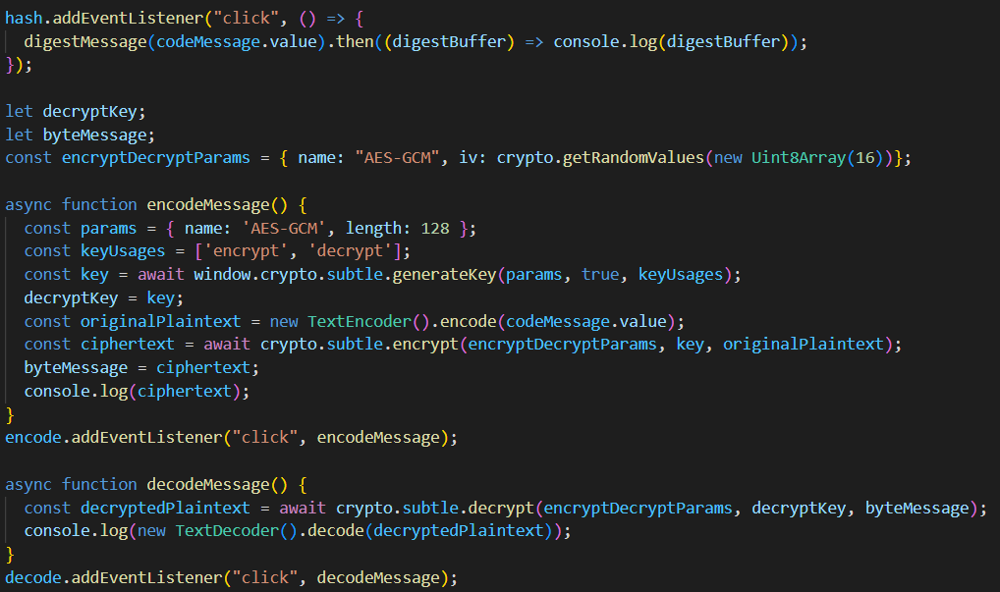 hash.addEventListener("click", () => {
  digestMessage(codeMessage.value).then((digestBuffer) => console.log(digestBuffer));
});

let decryptKey;
let byteMessage;
const encryptDecryptParams = { name: "AES-GCM", iv: crypto.getRandomValues(new Uint8Array(16))};

async function encodeMessage() {
  const params = { name: 'AES-GCM', length: 128 };
  const keyUsages = ['encrypt', 'decrypt'];
  const key = await window.crypto.subtle.generateKey(params, true, keyUsages);
  decryptKey = key;
  const originalPlaintext = new TextEncoder().encode(codeMessage.value);
  const ciphertext = await crypto.subtle.encrypt(encryptDecryptParams, key, originalPlaintext);
  byteMessage = ciphertext;
  console.log(ciphertext);
}
encode.addEventListener("click", encodeMessage);

async function decodeMessage() {
  const decryptedPlaintext = await crypto.subtle.decrypt(encryptDecryptParams, decryptKey, byteMessage);
  console.log(new TextDecoder().decode(decryptedPlaintext));
}
decode.addEventListener("click", decodeMessage);